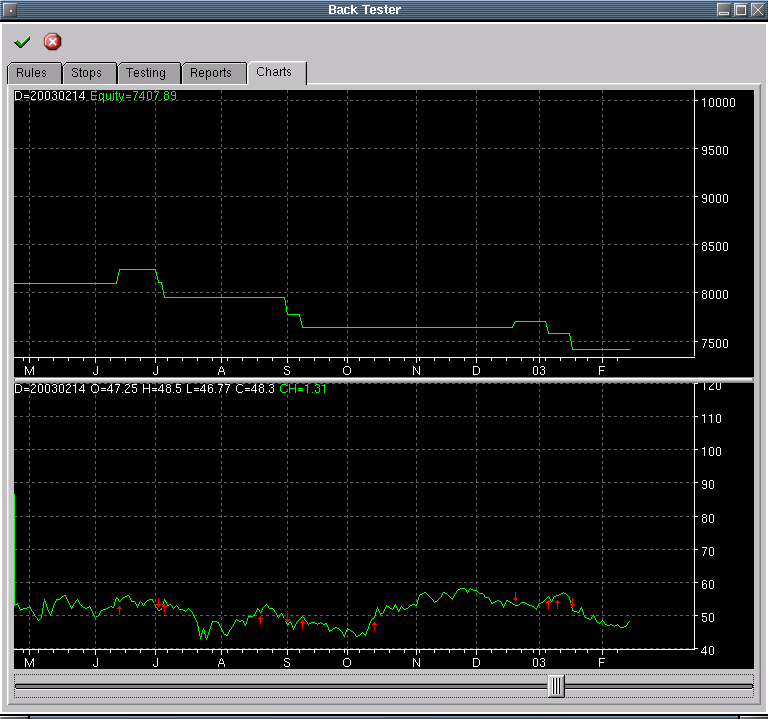 Back Tester
Rules Stops Testing Reports Charts
D=20030214 Equity=7407.89
10000
9500
9000
8500
8000
7500
M J J A S O N D 03 F
D=20030214 O=47.25 H=48.5 L=46.77 C=48.3 CH=1.31
120
110
100
90
80
70
60
50
40
M J J A S O N D 03 F